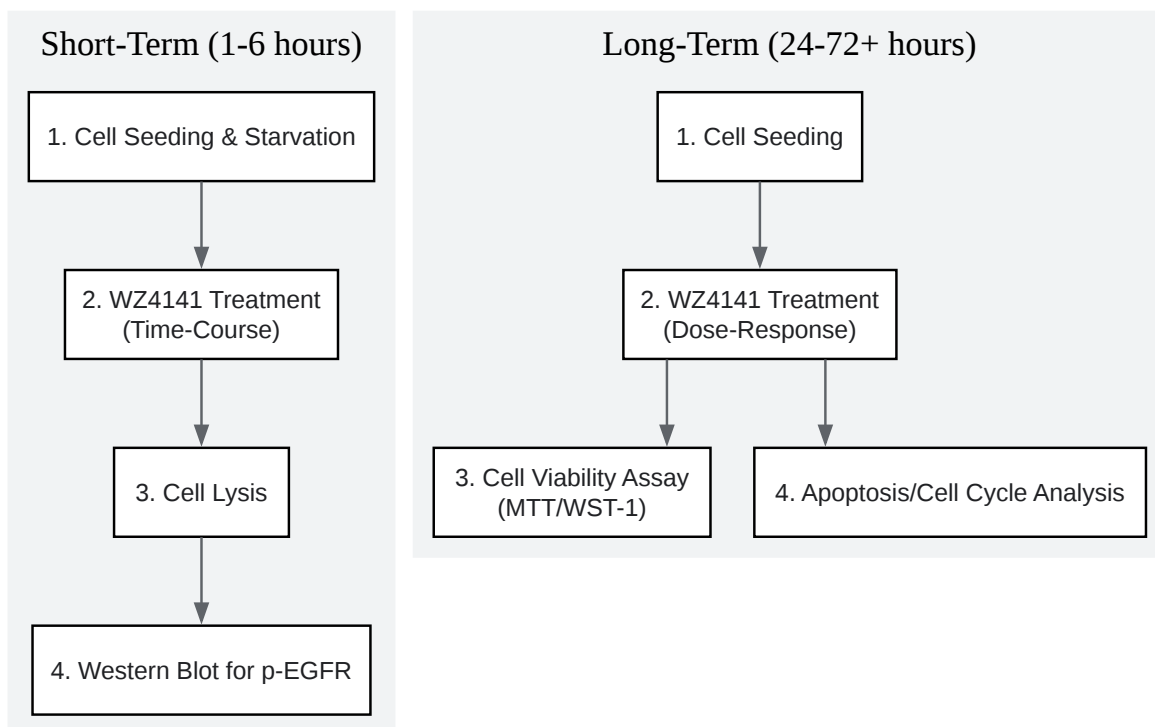 Short-Term (1-6 hours)
1. Cell Seeding & Starvation
2. WZ4141 Treatment
(Time-Course)
3. Cell Lysis
4. Western Blot for p-EGFR
Long-Term (24-72+ hours)
1. Cell Seeding
2. WZ4141 Treatment
(Dose-Response)
3. Cell Viability Assay
(MTT/WST-1)
4. Apoptosis/Cell Cycle Analysis